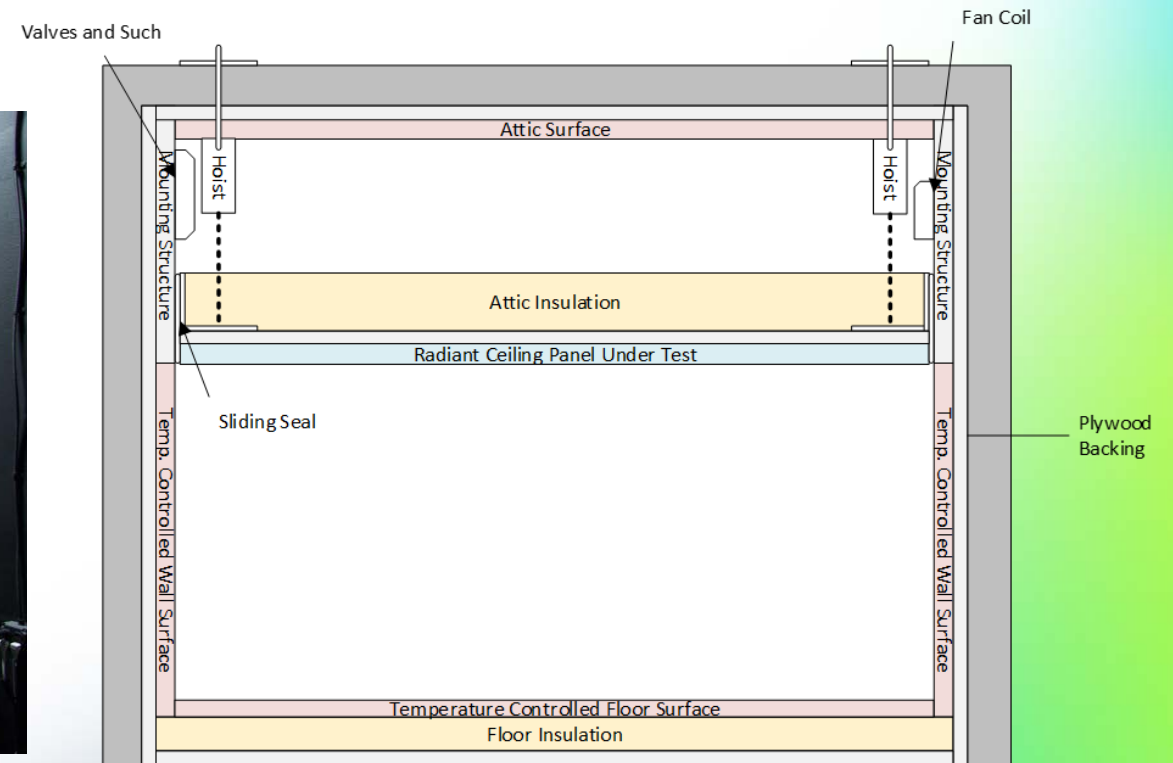 Valves and Such
Fan Coil
Attic Surface
Mounting Structure
Hoist
Hoist
Mounting Structure
Attic Insulation
Radiant Ceiling Panel Under Test
Sliding Seal
Temp. Controlled Wall Surface
Temp. Controlled Wall Surface
Plywood
Backing
Temperature Controlled Floor Surface
Floor Insulation